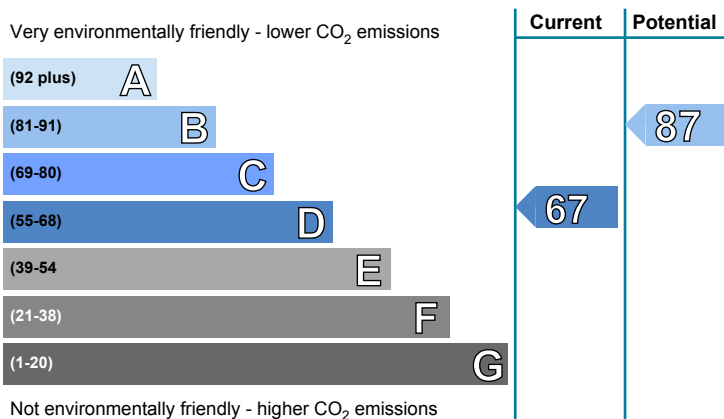 Current Potential
Very environmentally friendly - lower CO2 emissions
(92 plus) A
(81-91) B
87
(69-80) C
(55-68) D
67
(39-54 E
(21-38) F
(1-20) G
Not environmentally friendly - higher CO2 emissions